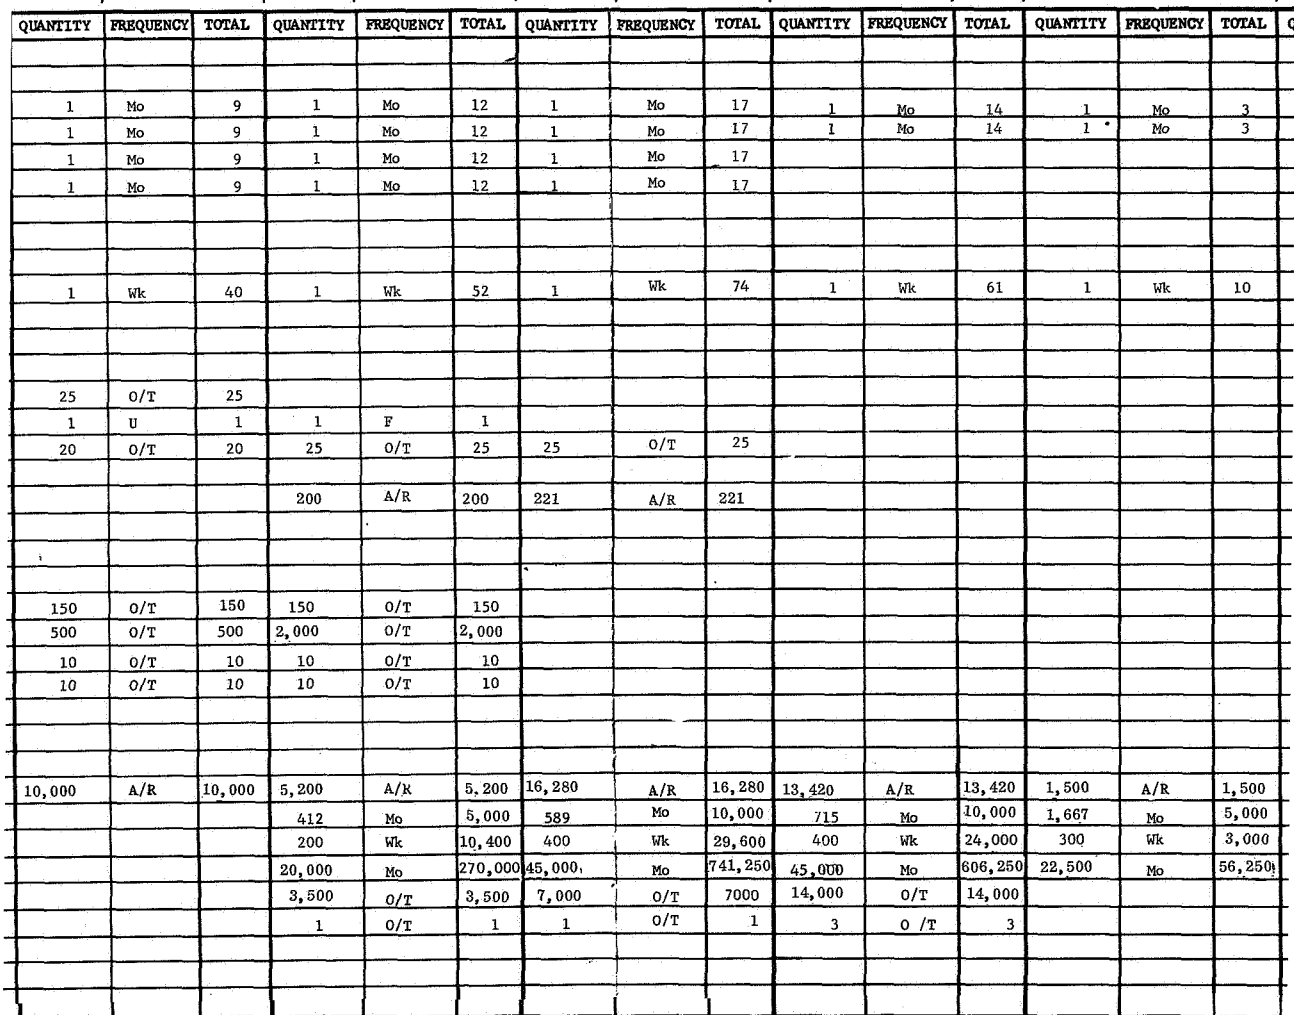 QUANTITY FREQUENCY TOTAL QUANTITY FREQUENCY TOTAL QUANTITY FREQUENCY TOTAL QUANTITY FREQUENCY TOTAL QUANTITY FREQUENCY TOTAL Q
1 Mo 9 1 Mo 12 1 Mo 17 1 Mo 14 1 Mo 3
1 Mo 9 1 Mo 12 1 Mo 17 1 Mo 14 1 Mo 3
1 Mo 9 1 Mo 12 1 Mo 17
1 Mo 9 1 Mo 12 1 Mo 17
1 Wk 40 1 Wk 52 1 Wk 74 1 Wk 61 1 Wk 10
25 O/T 25
1 U 1 1 F 1
20 O/T 20 25 O/T 25 25 O/T 25
200 A/R 200 221 A/R 221
150 O/T 150 150 O/T 150
500 O/T 500 2,000 O/T 2,000
10 O/T 10 10 O/T 10
10 O/T 10 10 O/T 10
10,000 A/R 10,000 5,200 A/R 5,200 16,280 A/R 16,280 13,420 A/R 13,420 1,500 A/R 1,500
412 Mo 5,000 589 Mo 10,000 715 Mo 10,000 1,667 Mo 5,000
200 Wk 10,400 400 Wk 29,600 400 Wk 24,000 300 Wk 3,000
20,000 Mo 270,000 45,000 Mo 741,250 45,000 Mo 606,250 22,500 Mo 56,250
3,500 O/T 3,500 7,000 O/T 7000 14,000 O/T 14,000
1 O/T 1 1 O/T 1 3 O /T 3